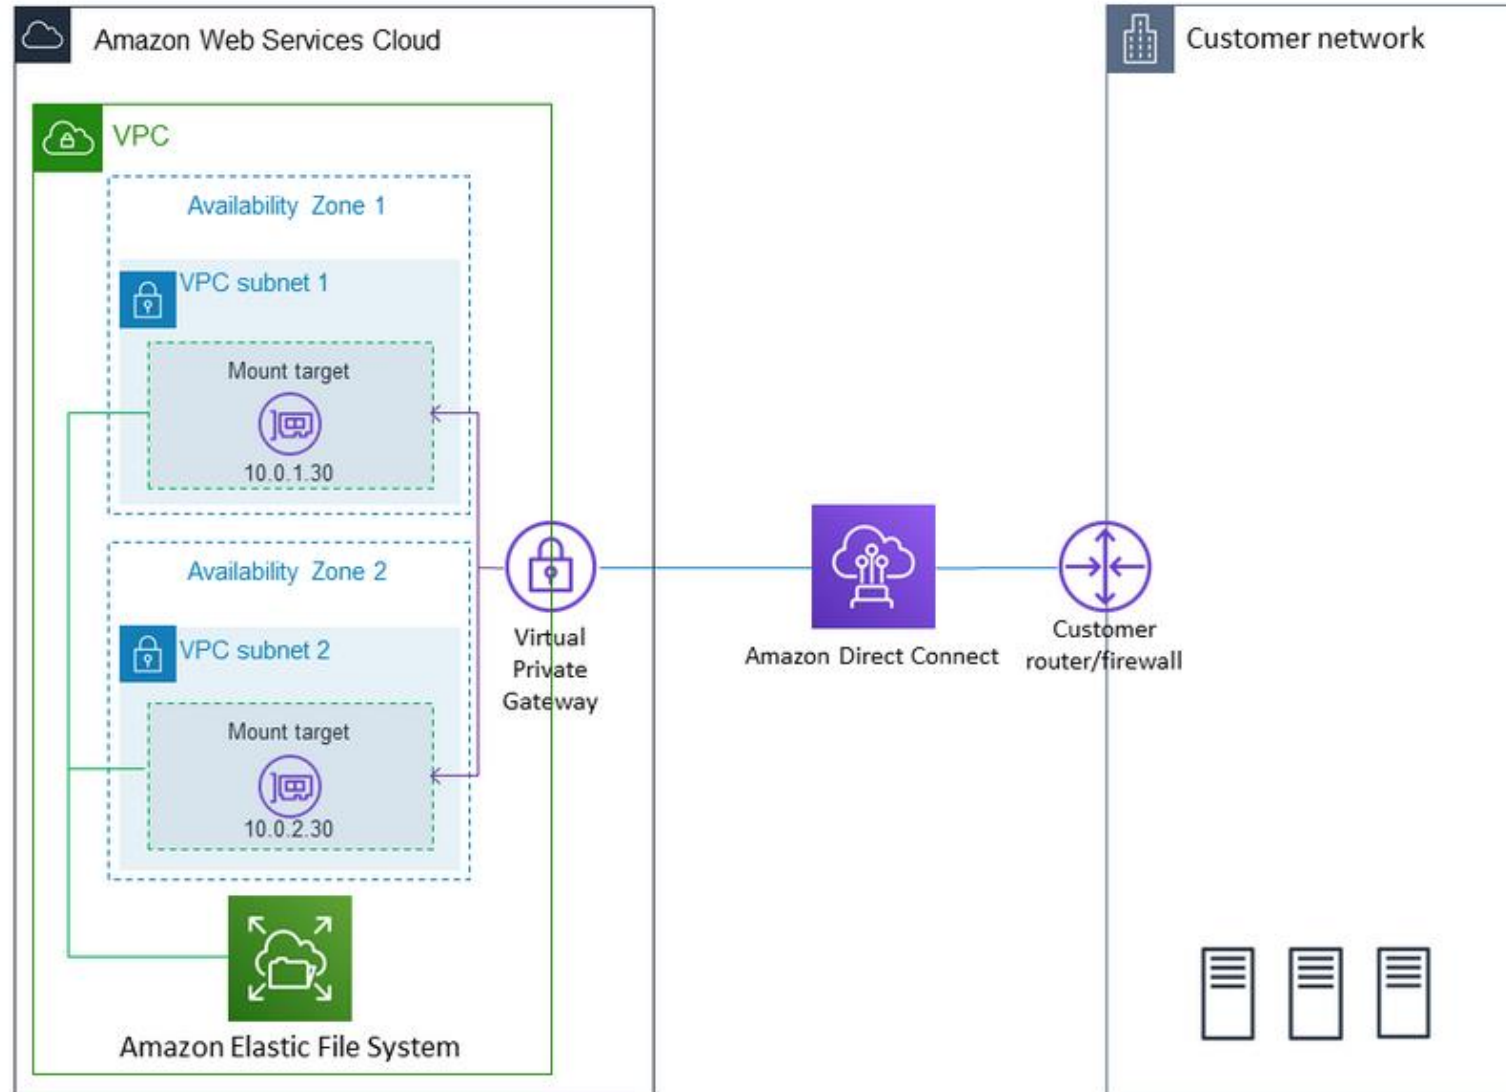 Amazon Web Services Cloud
VPC
Availability Zone 1
VPC subnet 1
Mount target
10.0.1.30
Availability Zone 2
VPC subnet 2
Mount target
10.0.2.30
Amazon Elastic File System
Virtual
Private
Gateway
Amazon Direct Connect
Customer
router/firewall
Customer network